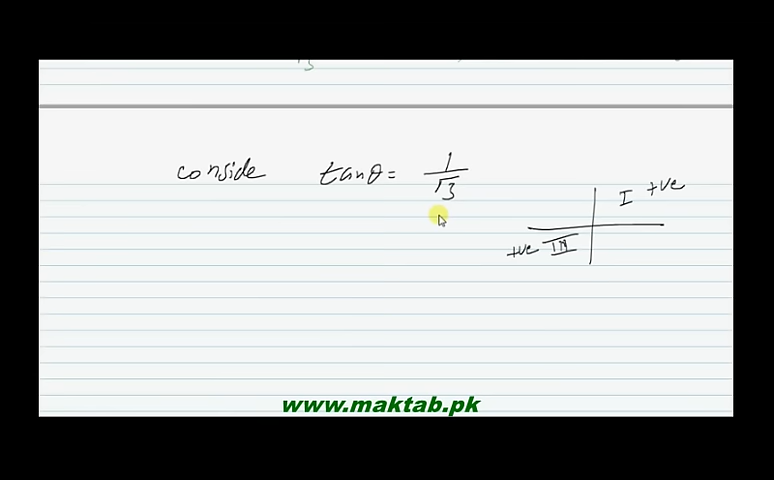 conside tanθ = 1/√3
I +ve
+ve III
www.maktab.pk